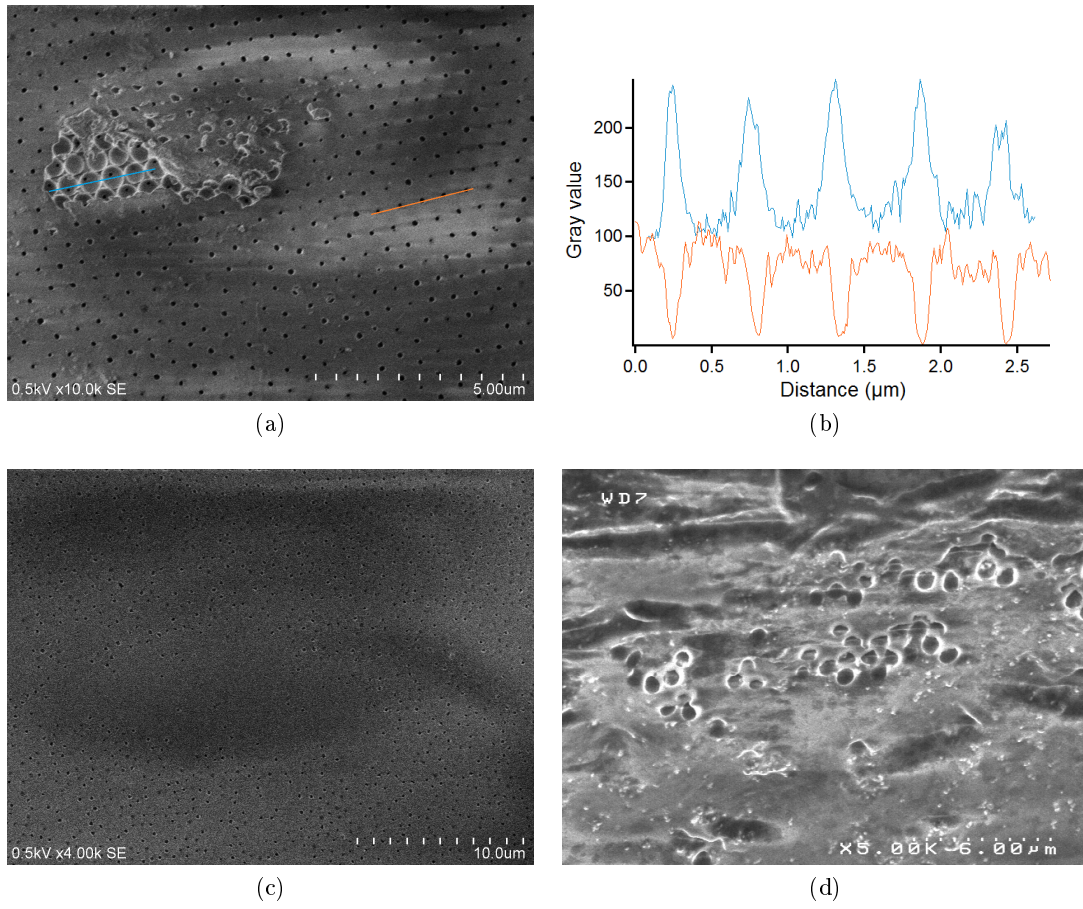 0.5kV x10.0k SE
5.00um
(a)
Gray value
200
150
100
50
0.0
0.5
1.0
1.5
2.0
2.5
Distance (µm)
(b)
0.5kV x4.00k SE
10.0um
(c)
WD7
X5.00K 6.00µm
(d)